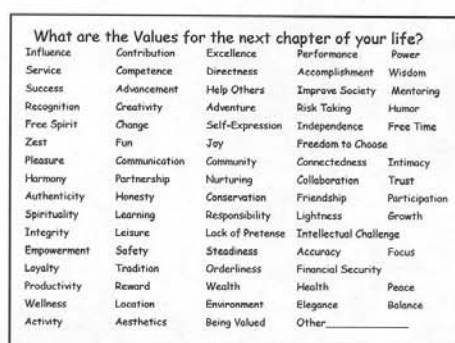 What are the Values for the next chapter of your life?
Influence Contribution Excellence Performance Power
Service Competence Directness Accomplishment Wisdom
Success Advancement Help Others Improve Society Mentoring
Recognition Creativity Adventure Risk Taking Humor
Free Spirit Change Self-Expression Independence Free Time
Zest Fun Joy Freedom to Choose
Pleasure Communication Community Connectedness Intimacy
Harmony Partnership Nurturing Collaboration Trust
Authenticity Honesty Conservation Friendship Participation
Spirituality Learning Responsibility Lightness Growth
Integrity Leisure Lack of Pretense Intellectual Challenge
Empowerment Safety Steadiness Accuracy Focus
Loyalty Tradition Orderliness Financial Security
Productivity Reward Wealth Health Peace
Wellness Location Environment Elegance Balance
Activity Aesthetics Being Valued Other_______________